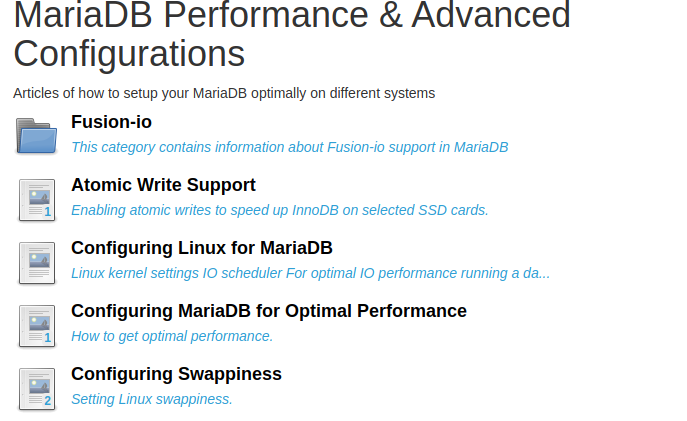 MariaDB Performance & Advanced
Configurations
Articles of how to setup your MariaDB optimally on different systems
Fusion-io
This category contains information about Fusion-io support in MariaDB
Atomic Write Support
1
Enabling atomic writes to speed up InnoDB on selected SSD cards.
Configuring Linux for MariaDB
Linux kernel settings IO scheduler For optimal IO performance running a da...
Configuring MariaDB for Optimal Performance
1
How to get optimal performance.
Configuring Swappiness
2
Setting Linux swappiness.